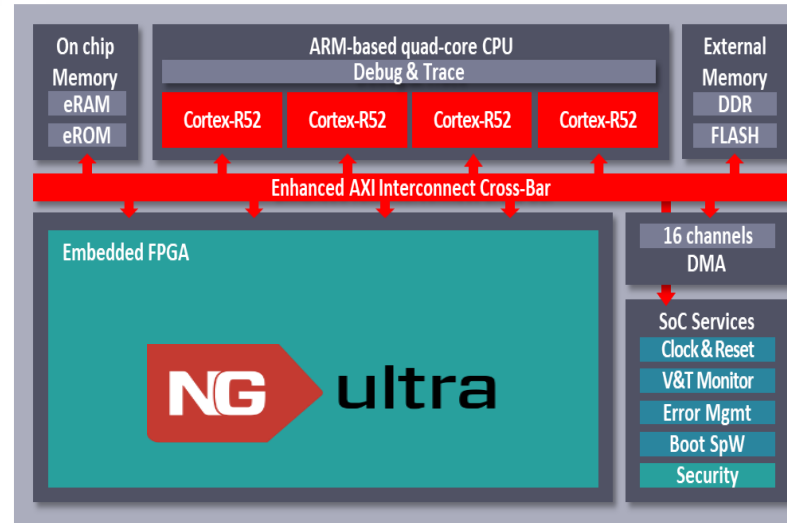 On chip
Memory
eRAM
eROM
ARM-based quad-core CPU
Debug & Trace
Cortex-R52
Cortex-R52
Cortex-R52
Cortex-R52
External
Memory
DDR
FLASH
Enhanced AXI Interconnect Cross-Bar
Embedded FPGA
NG ultra
16 channels
DMA
SoC Services
Clock & Reset
V&T Monitor
Error Mgmt
Boot SpW
Security